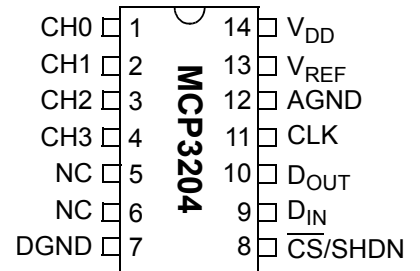 CH0 1 14 VDD
CH1 2 13 VREF
CH2 3 12 AGND
CH3 4 11 CLK
NC 5 10 DOUT
NC 6 9 DIN
DGND 7 8 CS/SHDN
MCP3204